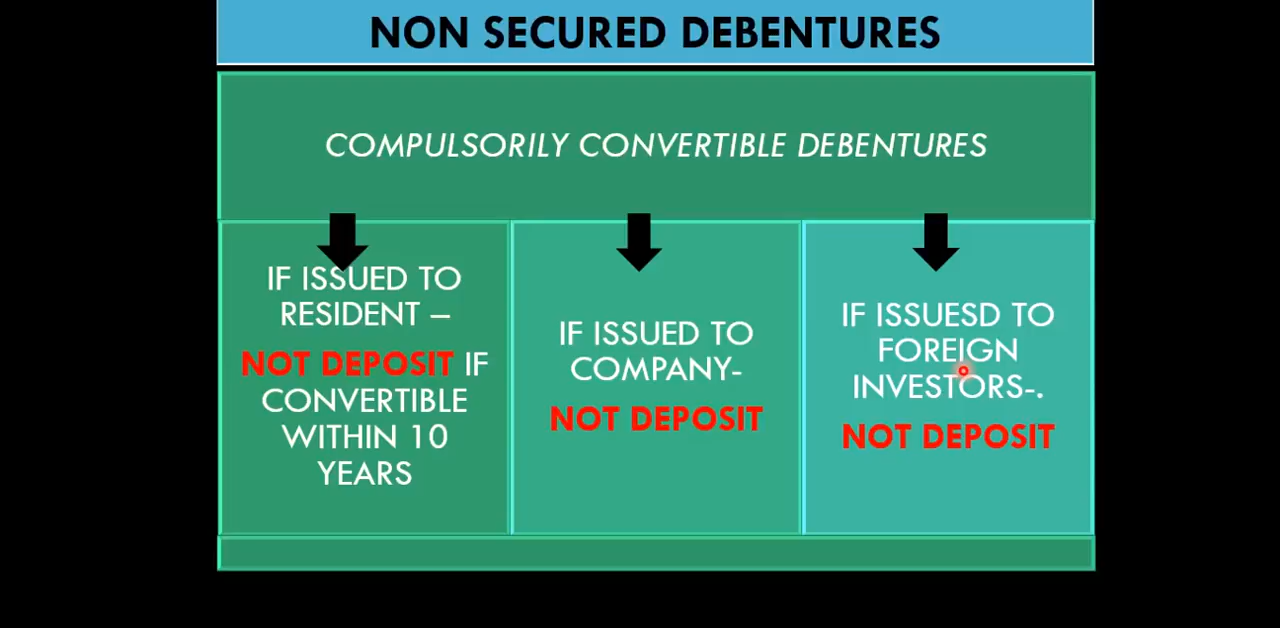 NON SECURED DEBENTURES
COMPULSORILY CONVERTIBLE DEBENTURES
IF ISSUED TO
RESIDENT –
NOT DEPOSIT IF
CONVERTIBLE
WITHIN 10
YEARS
IF ISSUED TO
COMPANY-
NOT DEPOSIT
IF ISSUESD TO
FOREIGN
INVESTORS-.
NOT DEPOSIT